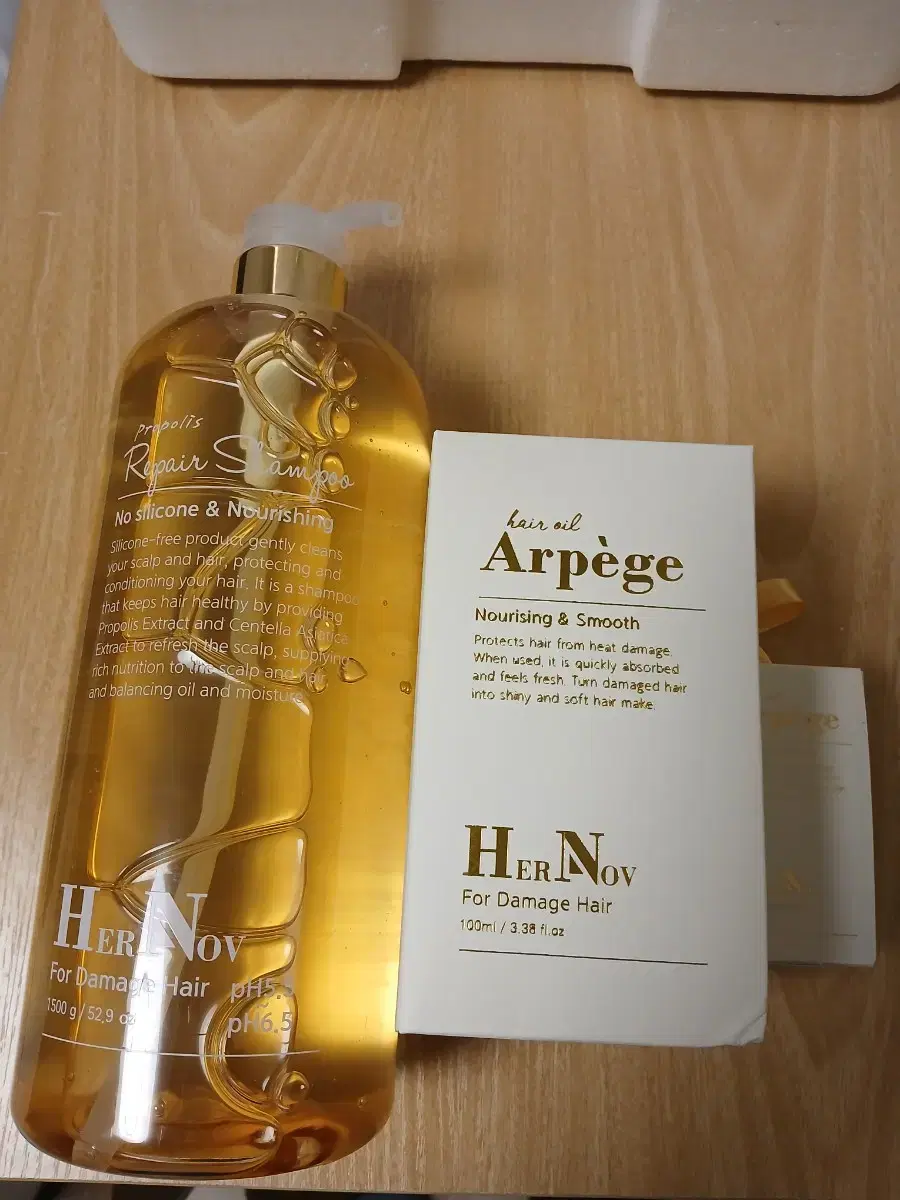 Propolis
Repair Shampoo
No silicone & Nourishing
Silicone-free product gently cleans
your scalp and hair, protecting and
conditioning your hair. It is a shampoo
that keeps hair healthy by providing
Propolis Extract and Centella Asiatica
Extract to refresh the scalp, supplying
rich nutrition to the scalp and hair,
and balancing oil and moisture.
HERNOV
For Damage Hair
1500 g / 52,9 oz
pH5.5
~
pH6.5
hair oil
Arpège
Nourising & Smooth
Protects hair from heat damage.
When used, it is quickly absorbed
and feels fresh. Turn damaged hair
into shiny and soft hair make.
HERNOV
For Damage Hair
100ml / 3.38 fl.oz